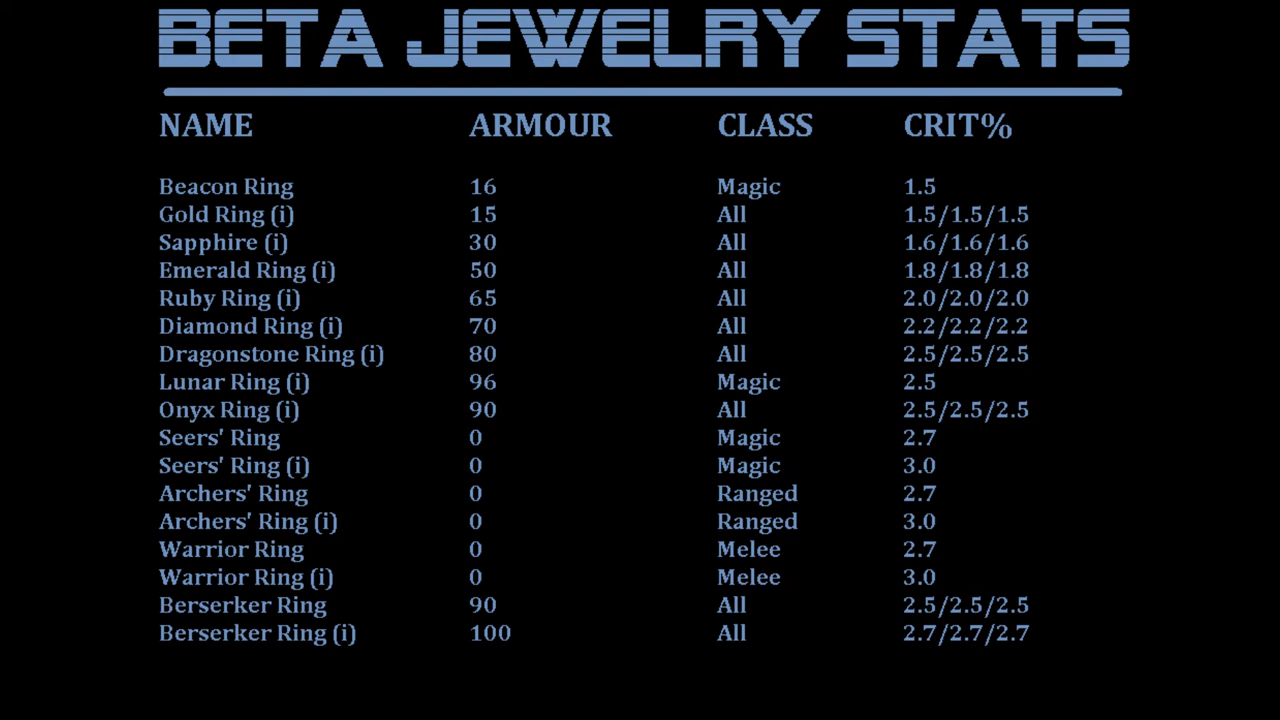 BETA JEWELRY STATS
NAME ARMOUR CLASS CRIT%
Beacon Ring 16 Magic 1.5
Gold Ring (i) 15 All 1.5/1.5/1.5
Sapphire (i) 30 All 1.6/1.6/1.6
Emerald Ring (i) 50 All 1.8/1.8/1.8
Ruby Ring (i) 65 All 2.0/2.0/2.0
Diamond Ring (i) 70 All 2.2/2.2/2.2
Dragonstone Ring (i) 80 All 2.5/2.5/2.5
Lunar Ring (i) 96 Magic 2.5
Onyx Ring (i) 90 All 2.5/2.5/2.5
Seers' Ring 0 Magic 2.7
Seers' Ring (i) 0 Magic 3.0
Archers' Ring 0 Ranged 2.7
Archers' Ring (i) 0 Ranged 3.0
Warrior Ring 0 Melee 2.7
Warrior Ring (i) 0 Melee 3.0
Berserker Ring 90 All 2.5/2.5/2.5
Berserker Ring (i) 100 All 2.7/2.7/2.7